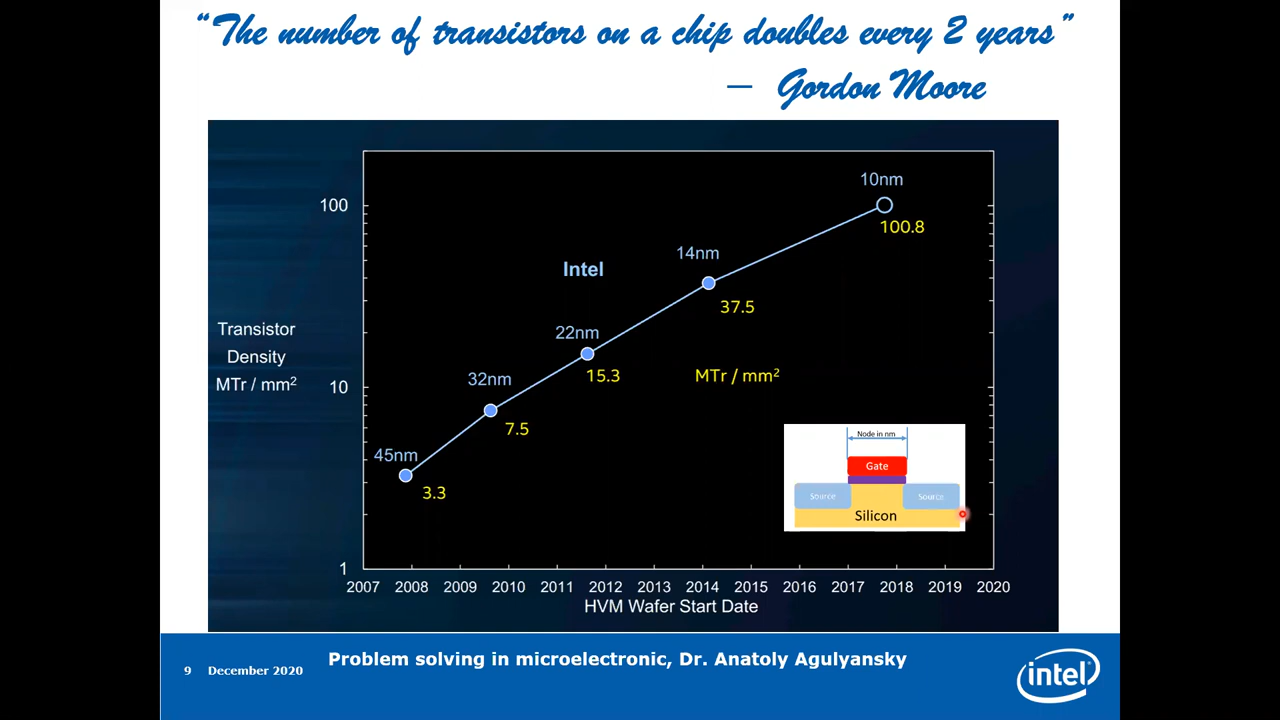 “The number of transistors on a chip doubles every 2 years”
— Gordon Moore
10nm
100
100.8
14nm
Intel
37.5
Transistor
Density
MTr / mm²
22nm
15.3
MTr / mm²
10
32nm
7.5
45nm
3.3
Node in nm
Gate
Source
Source
Silicon
1
2007 2008 2009 2010 2011 2012 2013 2014 2015 2016 2017 2018 2019 2020
HVM Wafer Start Date
9 December 2020
Problem solving in microelectronic, Dr. Anatoly Agulyansky
intel